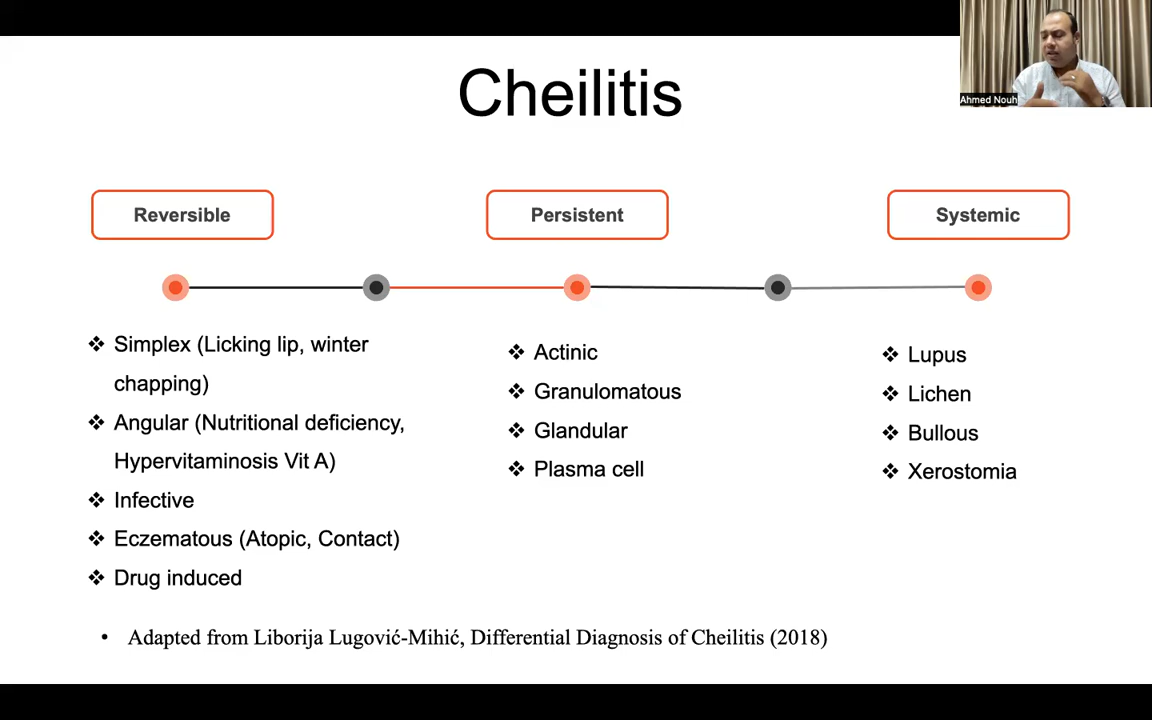 Cheilitis
Ahmed Nouh
Reversible
Persistent
Systemic
❖ Simplex (Licking lip, winter
chapping)
❖ Angular (Nutritional deficiency,
Hypervitaminosis Vit A)
❖ Infective
❖ Eczematous (Atopic, Contact)
❖ Drug induced
❖ Actinic
❖ Granulomatous
❖ Glandular
❖ Plasma cell
❖ Lupus
❖ Lichen
❖ Bullous
❖ Xerostomia
• Adapted from Liborija Lugović-Mihić, Differential Diagnosis of Cheilitis (2018)